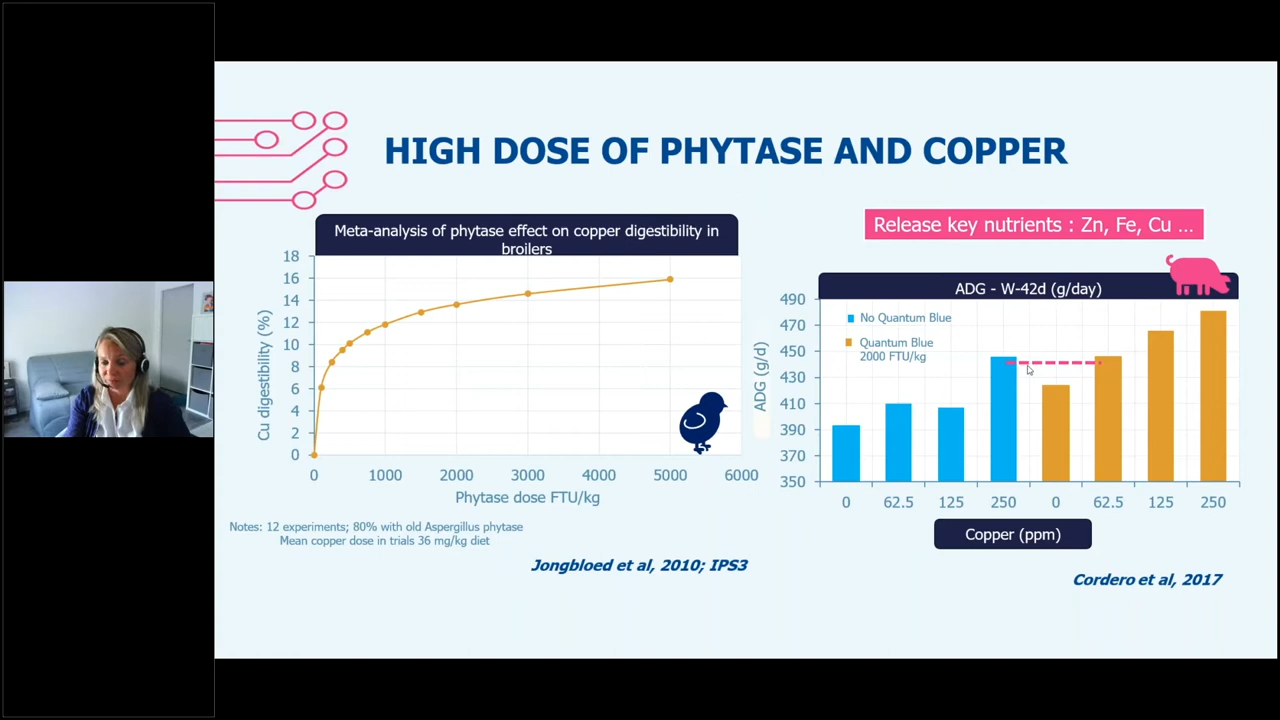 HIGH DOSE OF PHYTASE AND COPPER
Meta-analysis of phytase effect on copper digestibility in
broilers
18
16
14
12
10
8
6
4
2
0
Cu digestibility (%)
0 1000 2000 3000 4000 5000 6000
Phytase dose FTU/kg
Notes: 12 experiments; 80% with old Aspergillus phytase
Mean copper dose in trials 36 mg/kg diet
Jongbloed et al, 2010; IPS3
Release key nutrients : Zn, Fe, Cu ...
ADG - W-42d (g/day)
490
470
450
430
410
390
370
350
ADG (g/d)
No Quantum Blue
Quantum Blue
2000 FTU/kg
0 62.5 125 250 0 62.5 125 250
Copper (ppm)
Cordero et al, 2017